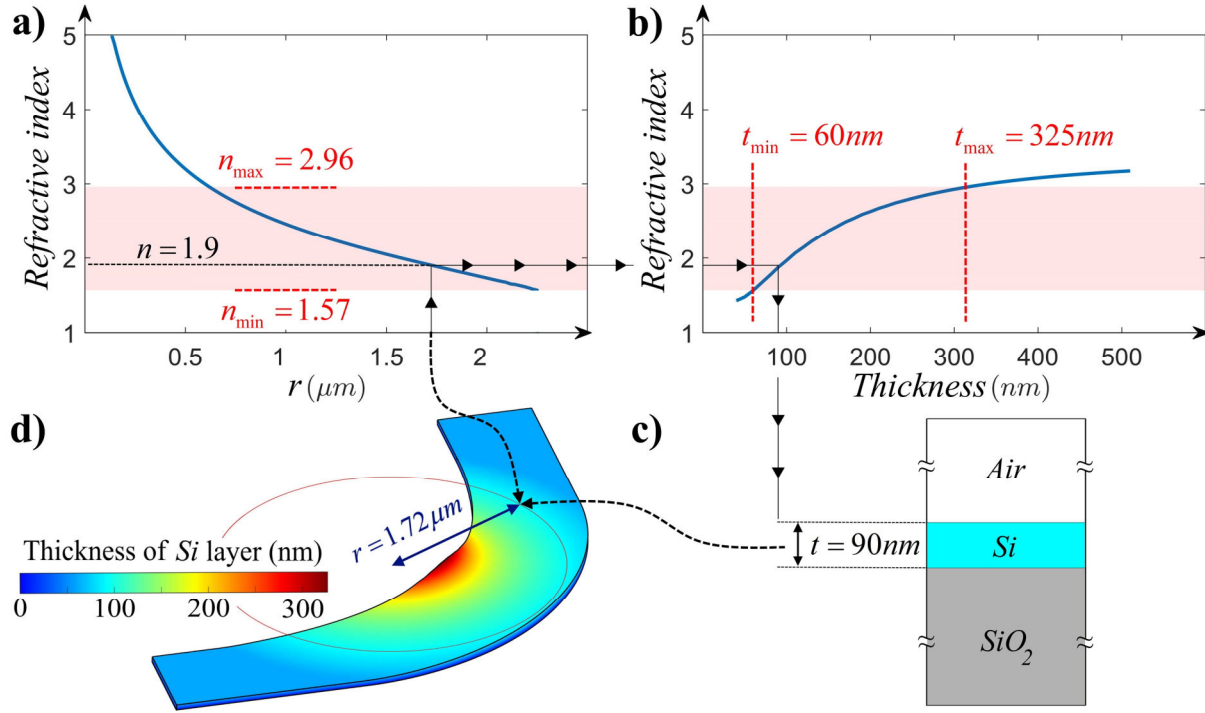 a)
Refractive index
5
4
3
2
1
n_max = 2.96
n = 1.9
n_min = 1.57
0.5 1 1.5 2
r (μm)
b)
Refractive index
5
4
3
2
1
t_min = 60nm
t_max = 325nm
100 200 300 400 500
Thickness (nm)
d)
r = 1.72 μm
Thickness of Si layer (nm)
0 100 200 300
c)
Air
t = 90nm
Si
SiO₂